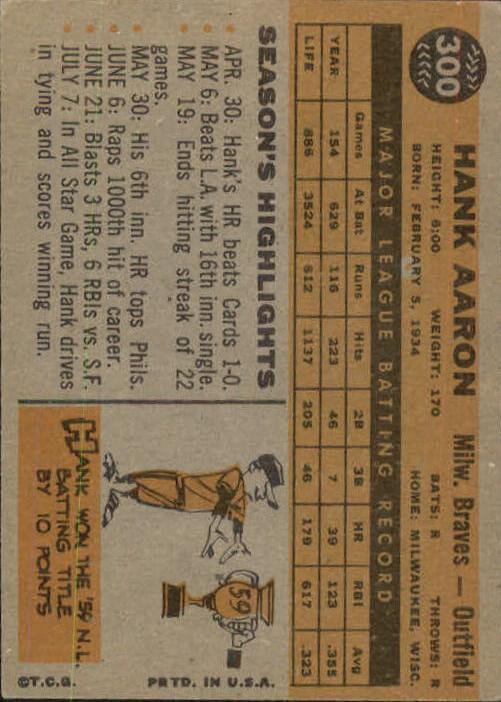 300
HANK AARON Milw. Braves — Outfield
HEIGHT: 6:00 WEIGHT: 170 BATS: R THROWS: R
BORN: FEBRUARY 5, 1934 HOME: MILWAUKEE, WISC.
MAJOR LEAGUE BATTING RECORD
Games At Bat Runs Hits 2B 3B HR RBI Avg
YEAR 154 629 116 223 46 7 39 123 .355
LIFE 886 3524 612 1137 205 46 179 617 .323
SEASON'S HIGHLIGHTS
• APR. 30: Hank's HR beats Cards 1-0.
• MAY 6: Beats L.A. with 16th inn. single.
• MAY 19: Ends hitting streak of 22
games.
• MAY 30: His 6th inn. HR tops Phils.
• JUNE 6: Raps 1000th hit of career.
• JUNE 21: Blasts 3 HRs, 6 RBIs vs. S.F.
• JULY 7: In All Star Game, Hank drives
in tying and scores winning run.
59
HANK WON THE '59 N.L.
BATTING TITLE
BY 10 POINTS
©T.C.G. PRTD. IN U.S.A.